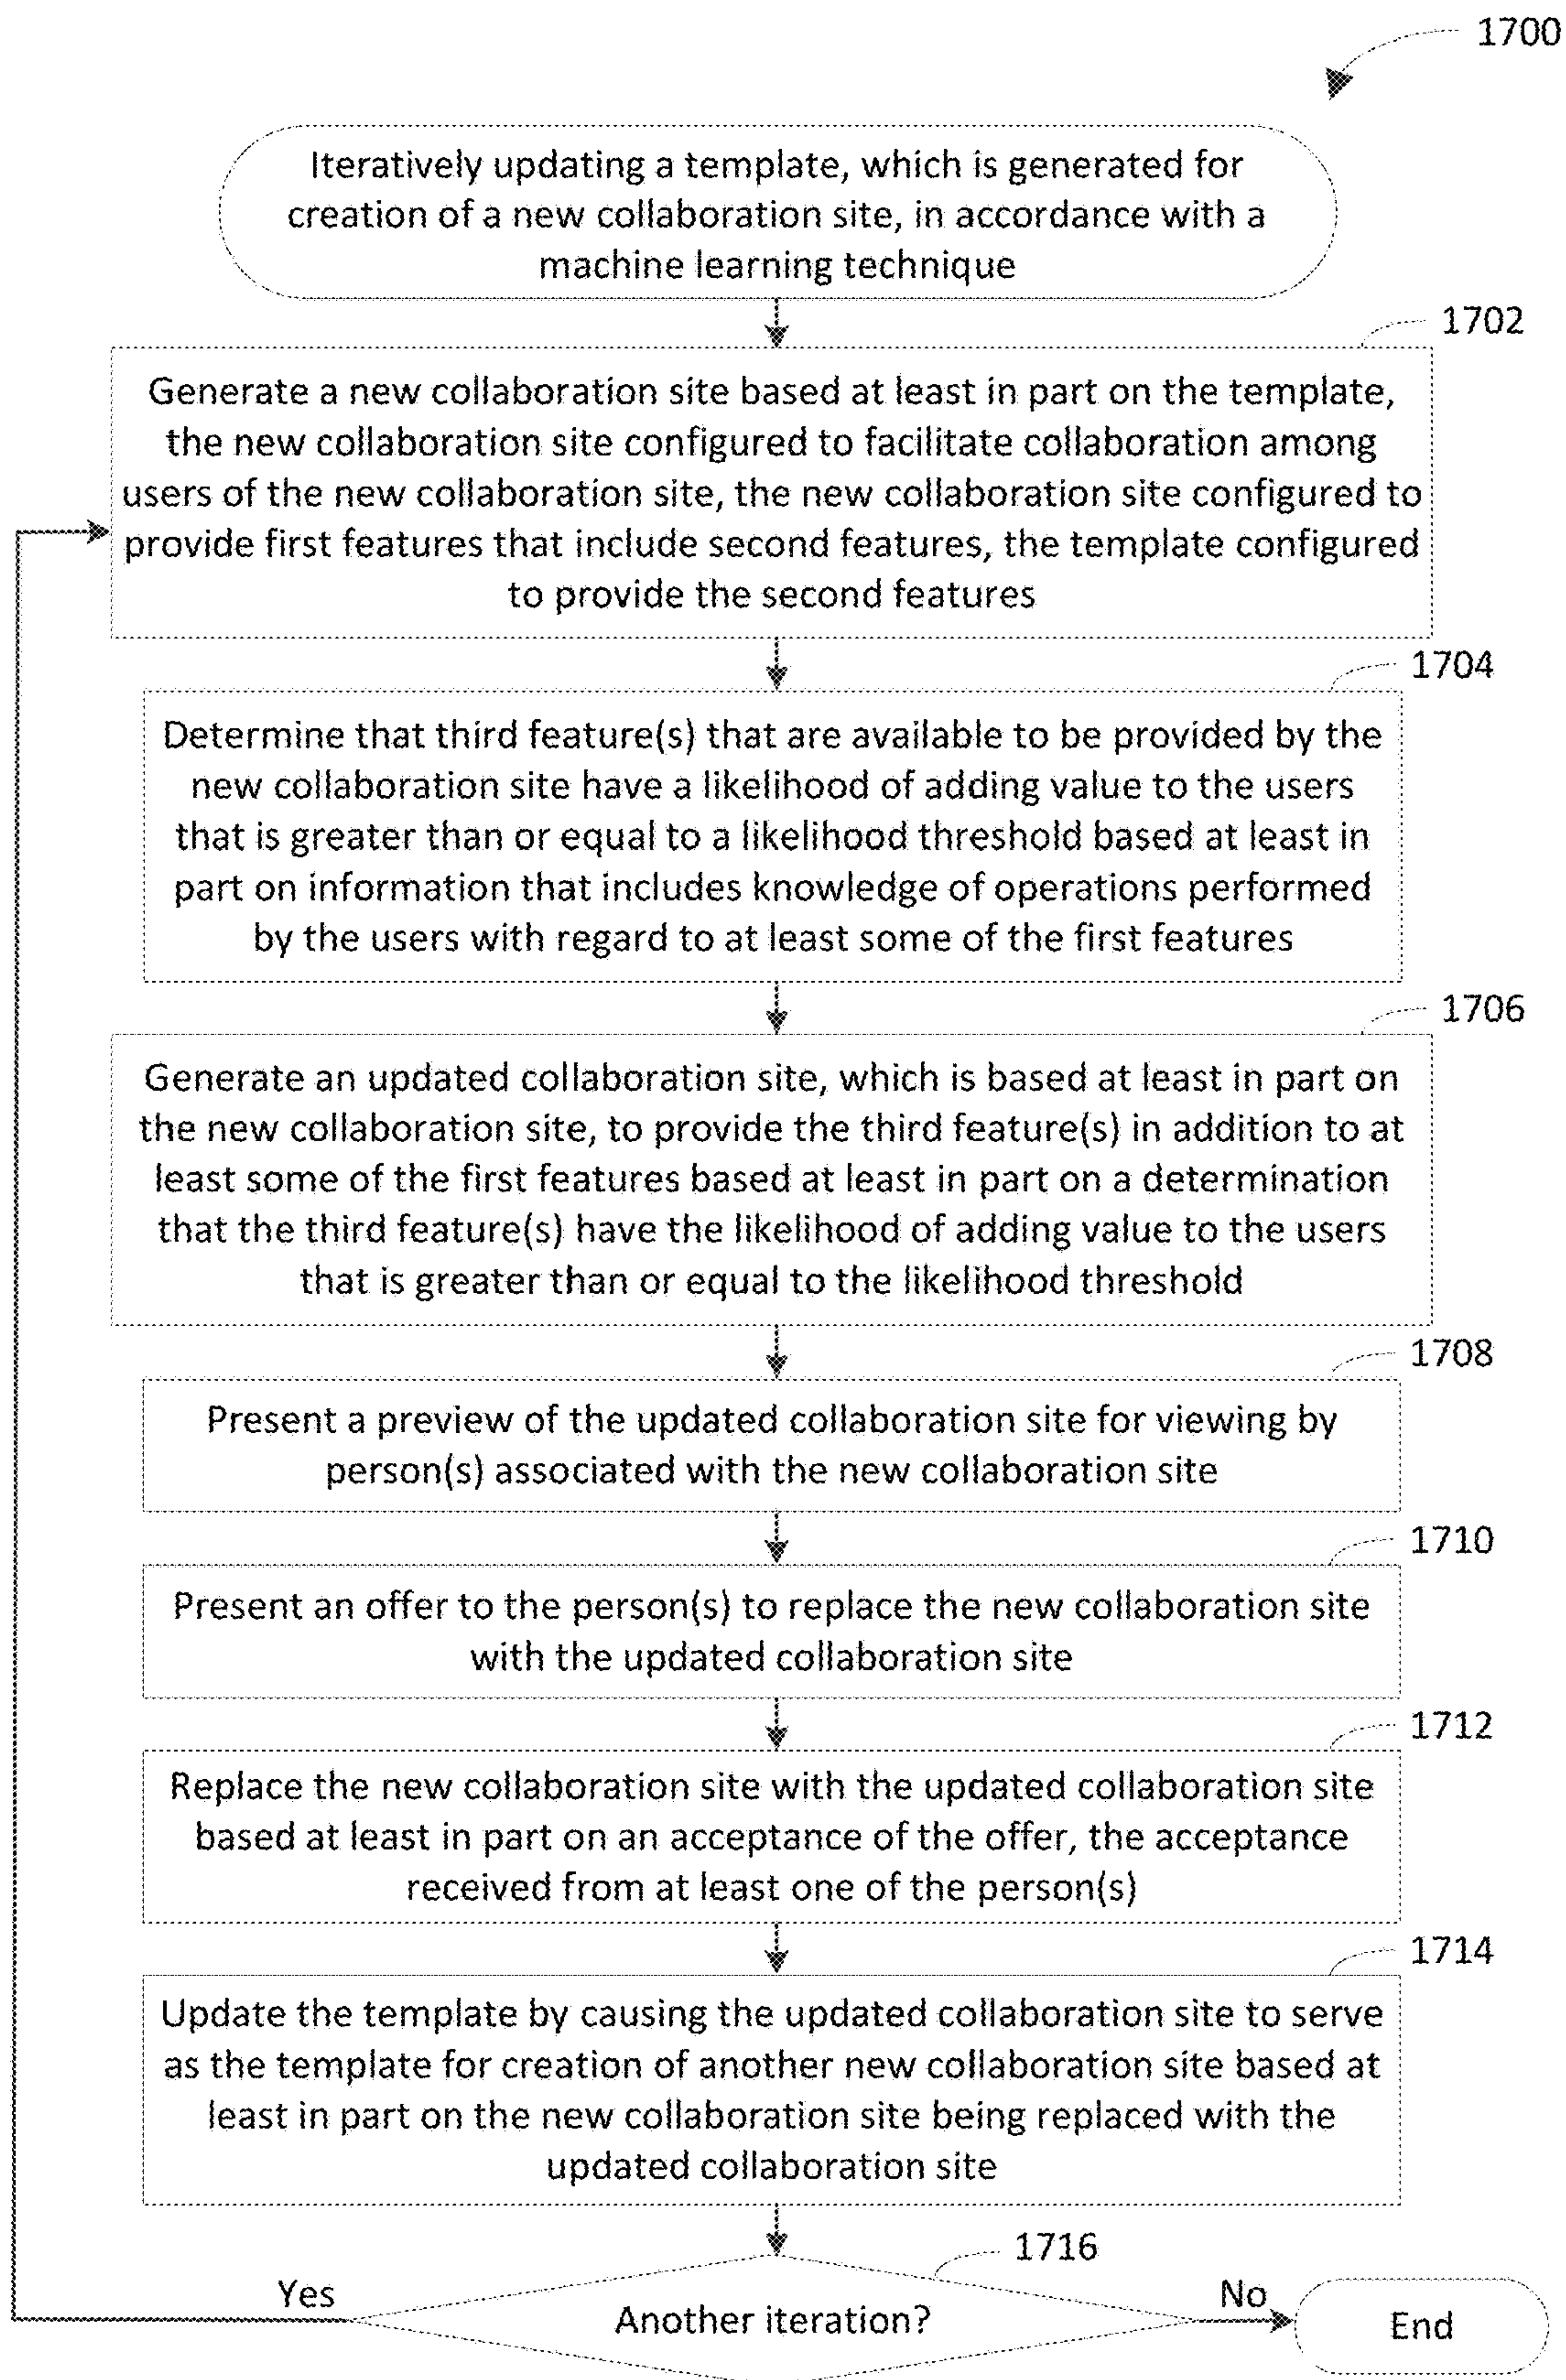 1700
Iteratively updating a template, which is generated for
creation of a new collaboration site, in accordance with a
machine learning technique
1702
Generate a new collaboration site based at least in part on the template,
the new collaboration site configured to facilitate collaboration among
users of the new collaboration site, the new collaboration site configured to
provide first features that include second features, the template configured
to provide the second features
1704
Determine that third feature(s) that are available to be provided by the
new collaboration site have a likelihood of adding value to the users
that is greater than or equal to a likelihood threshold based at least in
part on information that includes knowledge of operations performed
by the users with regard to at least some of the first features
1706
Generate an updated collaboration site, which is based at least in part on
the new collaboration site, to provide the third feature(s) in addition to at
least some of the first features based at least in part on a determination
that the third feature(s) have the likelihood of adding value to the users
that is greater than or equal to the likelihood threshold
1708
Present a preview of the updated collaboration site for viewing by
person(s) associated with the new collaboration site
1710
Present an offer to the person(s) to replace the new collaboration site
with the updated collaboration site
1712
Replace the new collaboration site with the updated collaboration site
based at least in part on an acceptance of the offer, the acceptance
received from at least one of the person(s)
1714
Update the template by causing the updated collaboration site to serve
as the template for creation of another new collaboration site based at
least in part on the new collaboration site being replaced with the
updated collaboration site
1716
Yes
Another iteration?
No
End